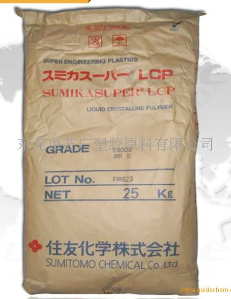 SUPER ENGINEERING PLASTICS
スミカスーパー LCP
SUMIKASUPER LCP
LIQUID CRYSTALLINE POLYMER
GRADE
LOT No.
NET 25 Kg
住友化学株式会社
SUMITOMO CHEMICAL Co.,Ltd.